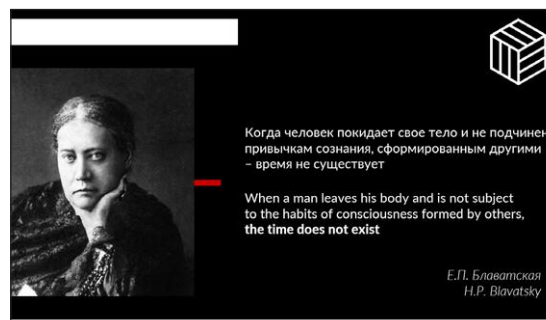 Когда человек покидает свое тело и не подчинен
привычкам сознания, сформированным другими
– время не существует
When a man leaves his body and is not subject
to the habits of consciousness formed by others,
the time does not exist
Е.П. Блаватская
H.P. Blavatsky